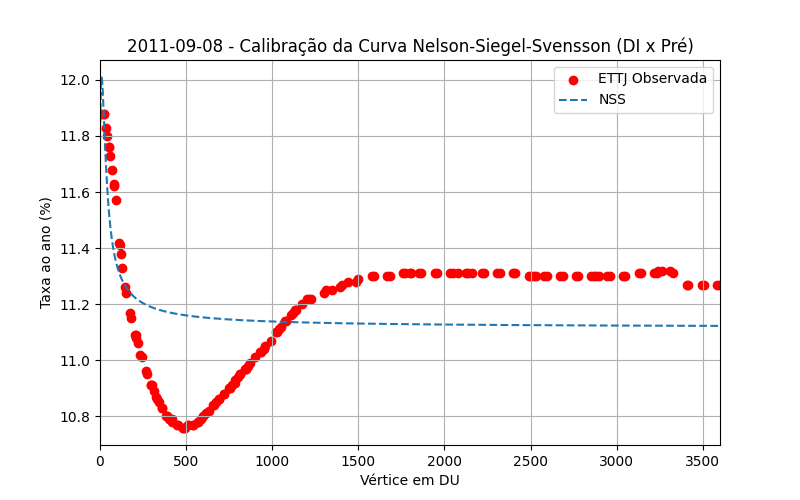 2011-09-08 - Calibração da Curva Nelson-Siegel-Svensson (DI x Pré)
ETTJ Observada
NSS
Taxa ao ano (%)
12.0
11.8
11.6
11.4
11.2
11.0
10.8
0 500 1000 1500 2000 2500 3000 3500
Vértice em DU